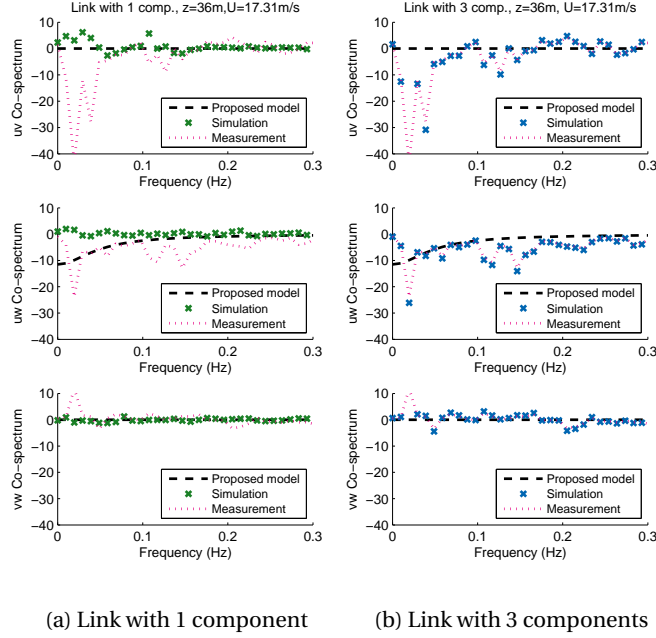 Link with 1 comp., z=36m,U=17.31m/s
10
0
−10
−20
−30
−40
uv Co-spectrum
Proposed model
Simulation
Measurement
0
0.1
0.2
0.3
Frequency (Hz)
10
0
−10
−20
−30
−40
uw Co-spectrum
Proposed model
Simulation
Measurement
0
0.1
0.2
0.3
Frequency (Hz)
10
0
−10
−20
−30
−40
vw Co-spectrum
Proposed model
Simulation
Measurement
0
0.1
0.2
0.3
Frequency (Hz)
(a) Link with 1 component
Link with 3 comp., z=36m, U=17.31m/s
10
0
−10
−20
−30
−40
uv Co-spectrum
Proposed model
Simulation
Measurement
0
0.1
0.2
0.3
Frequency (Hz)
10
0
−10
−20
−30
−40
uw Co-spectrum
Proposed model
Simulation
Measurement
0
0.1
0.2
0.3
Frequency (Hz)
10
0
−10
−20
−30
−40
vw Co-spectrum
Proposed model
Simulation
Measurement
0
0.1
0.2
0.3
Frequency (Hz)
(b) Link with 3 components